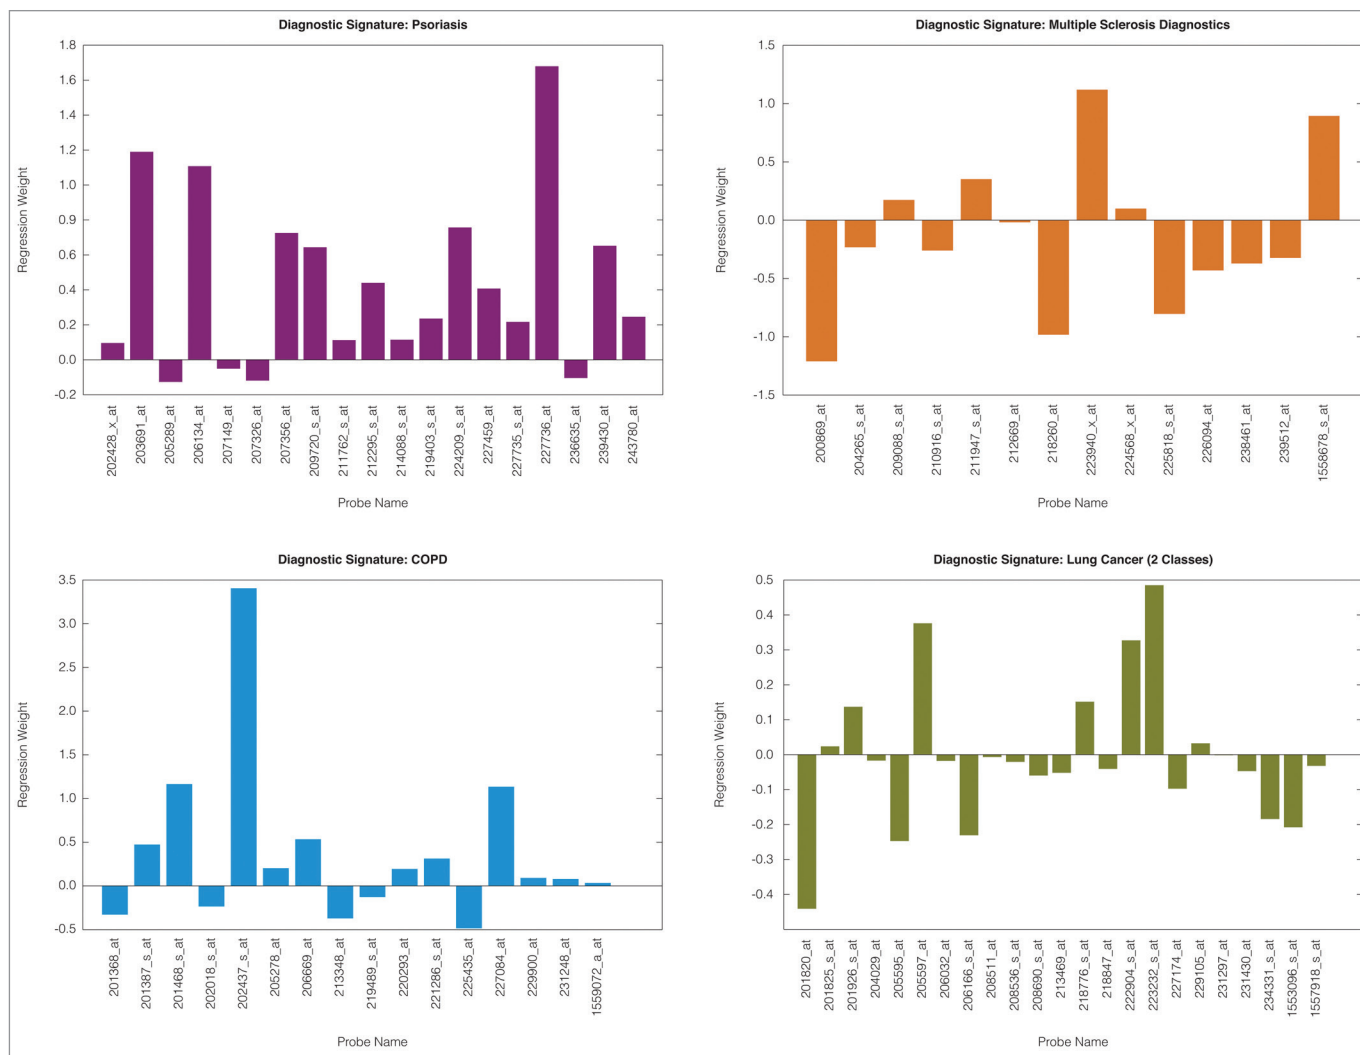 Diagnostic Signature: Psoriasis
1.8
1.6
1.4
1.2
1.0
0.9
0.6
0.4
0.2
0.0
-0.2
Regression Weight
202428_x_at
203691_at
205289_at
206134_at
207149_at
207326_at
207356_at
209720_s_at
211762_s_at
212295_s_at
214088_s_at
219403_s_at
224209_s_at
227459_at
227735_s_at
227736_at
236635_at
239430_at
243780_at
Probe Name
Diagnostic Signature: Multiple Sclerosis Diagnostics
1.5
1.0
0.5
0.0
-0.5
-1.0
-1.5
Regression Weight
200869_at
204265_s_at
209088_s_at
210916_s_at
211947_s_at
212669_at
218260_at
223940_x_at
224568_x_at
225818_s_at
226094_at
238461_at
239512_at
1558678_s_at
Probe Name
Diagnostic Signature: COPD
3.5
3.0
2.5
3.0
1.5
1.0
0.5
0.0
-0.5
Regression Weight
201368_at
201387_s_at
201468_s_at
202018_s_at
202437_s_at
205278_at
206669_at
213348_at
219489_s_at
220293_at
221286_s_at
225435_at
227084_at
229900_at
231248_at
1559072_a_at
Probe Name
Diagnostic Signature: Lung Cancer (2 Classes)
0.5
0.4
0.3
0.2
0.1
0.0
-0.1
-0.2
-0.3
-0.4
Regression Weight
201820_at
201825_s_at
201926_s_at
204029_at
205595_at
205597_at
206032_at
206166_s_at
208511_at
208536_s_at
208690_s_at
213469_at
218776_s_at
218847_at
222904_s_at
223232_s_at
227174_at
229105_at
231297_at
231430_at
234331_s_at
1553096_s_at
1557918_s_at
Probe Name